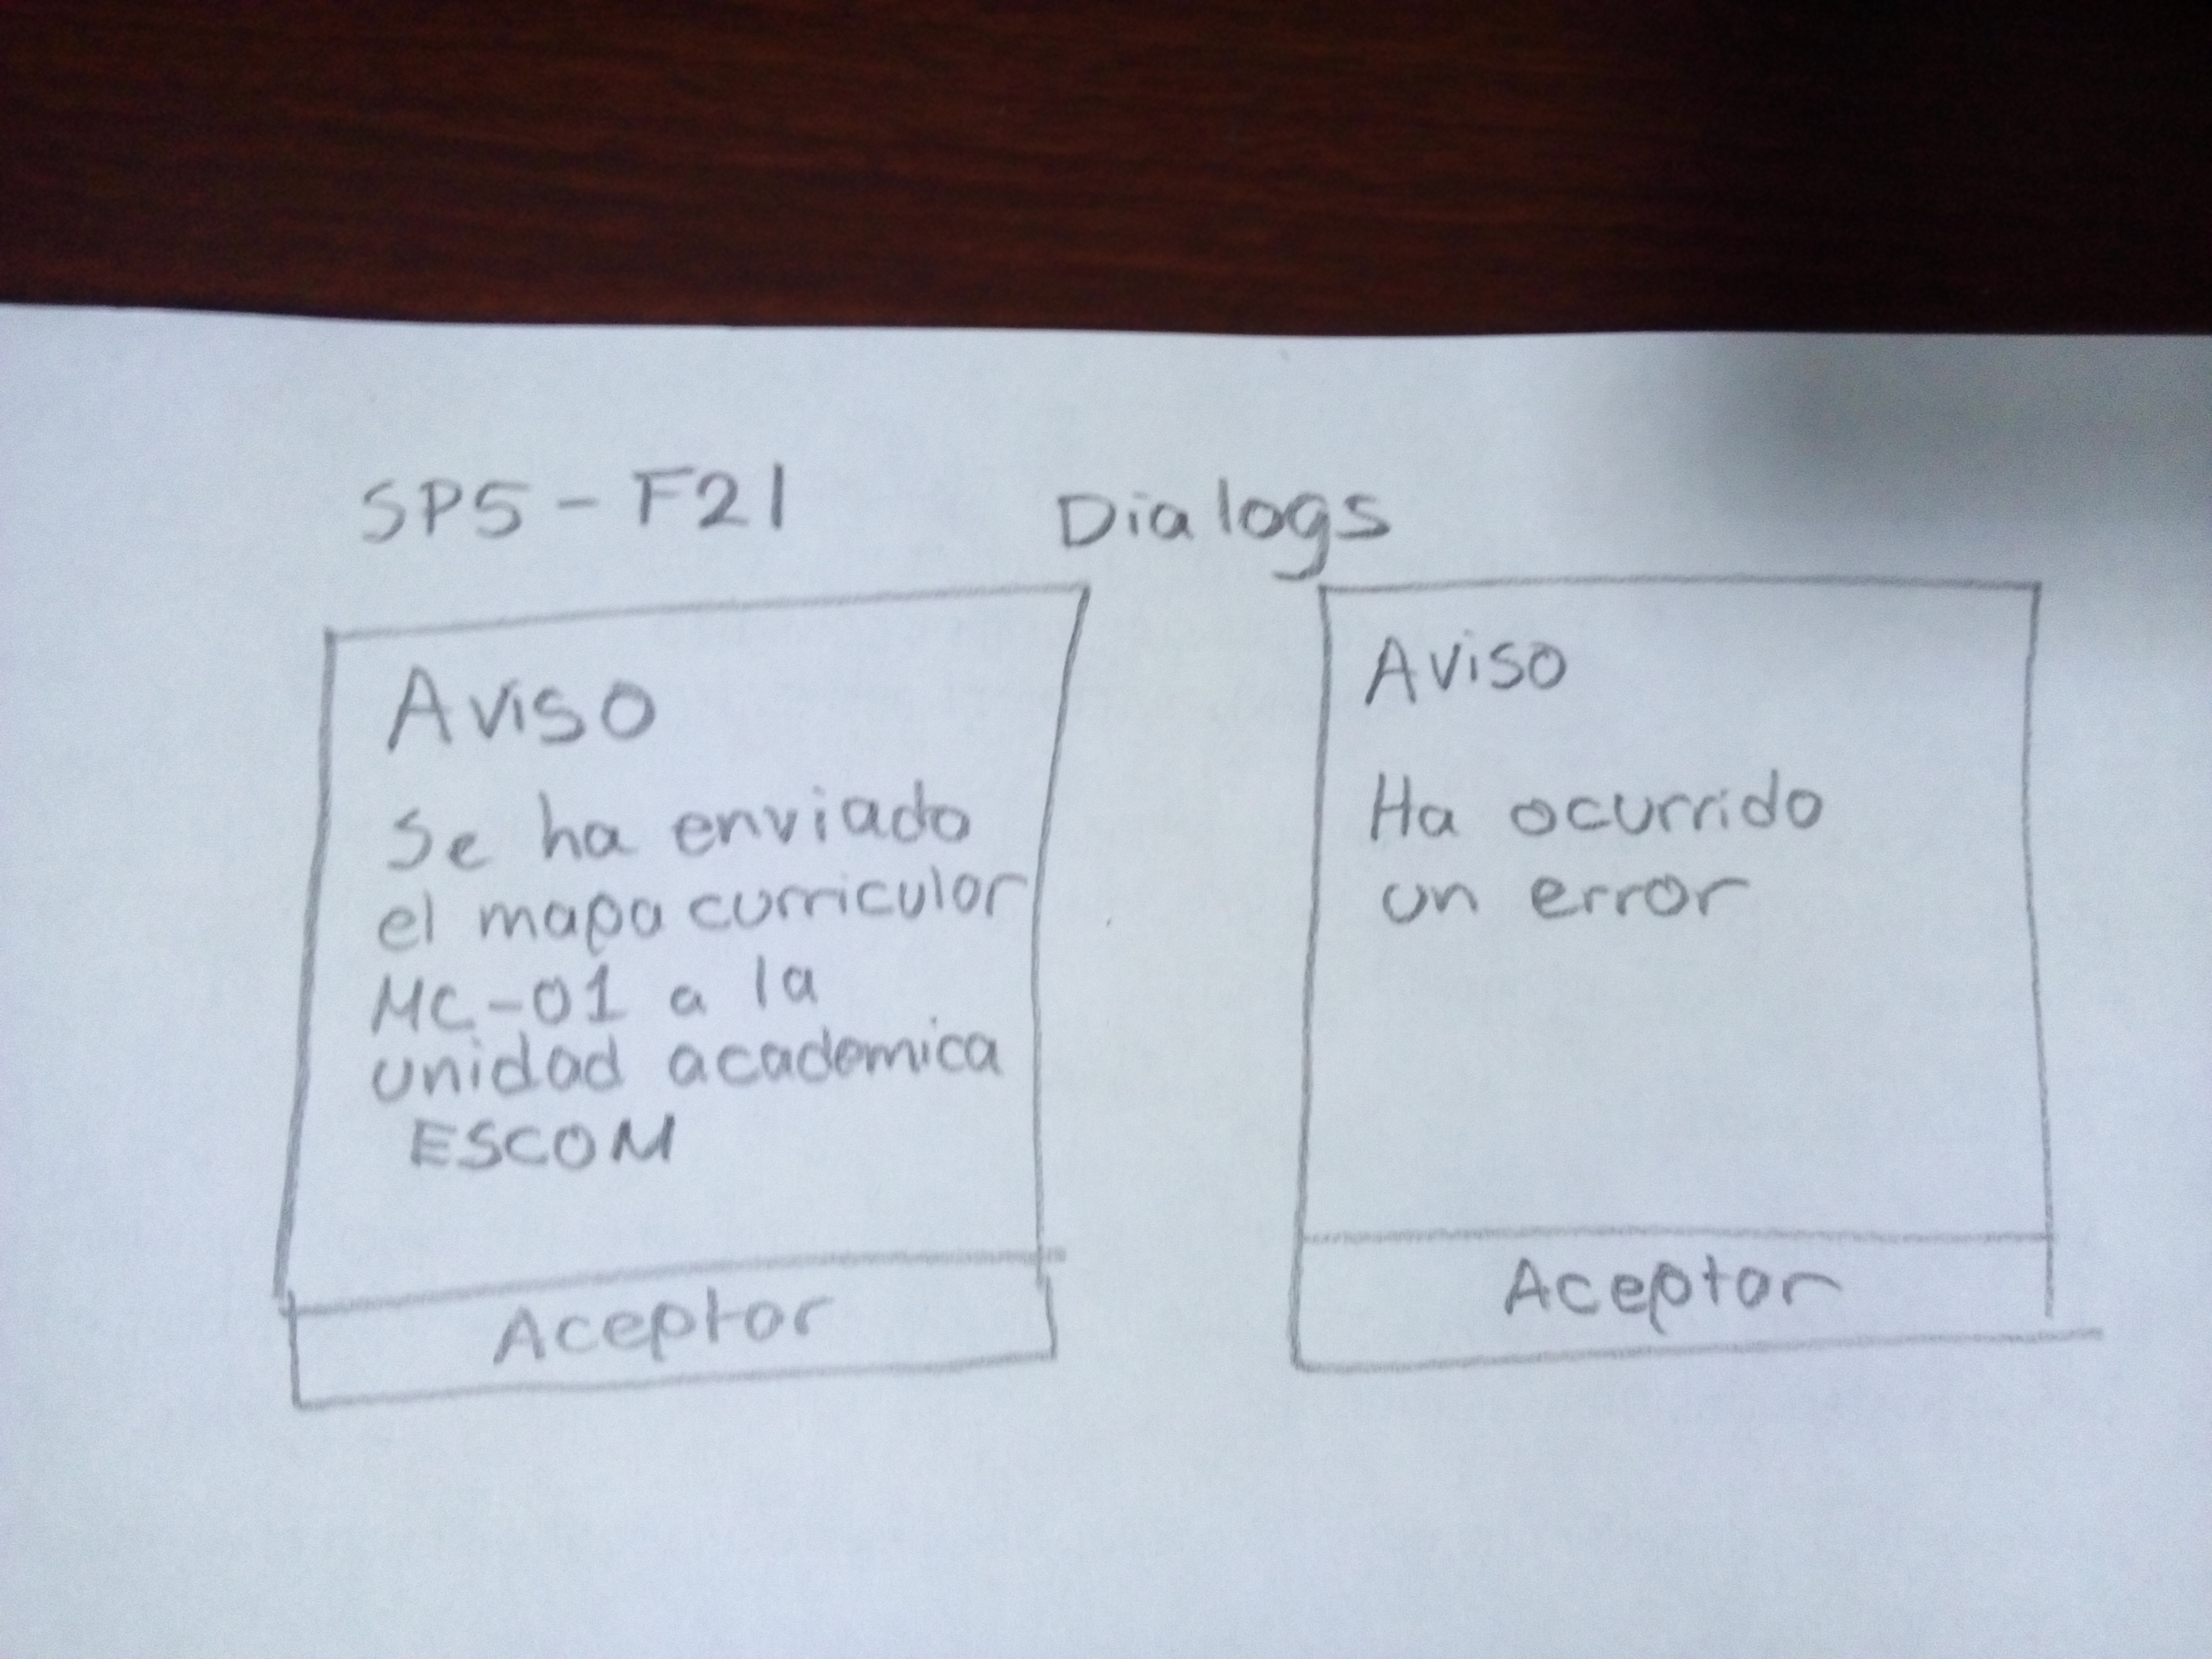 SP5 - F21 Dialogs
Aviso
Se ha enviado
el mapa curricular
MC-01 a la
unidad academica
ESCOM
Aceptar
Aviso
Ha ocurrido
un error
Aceptar